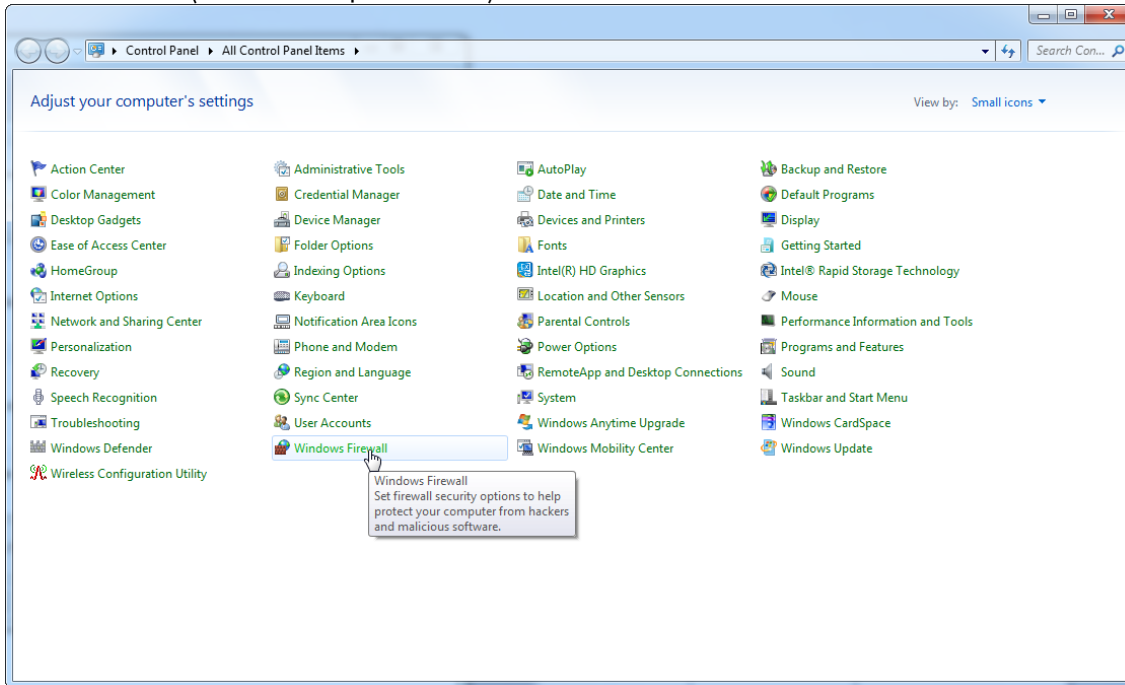 Control Panel ▸ All Control Panel Items ▸
Search Con...
Adjust your computer's settings
View by: Small icons
Action Center
Administrative Tools
AutoPlay
Backup and Restore
Color Management
Credential Manager
Date and Time
Default Programs
Desktop Gadgets
Device Manager
Devices and Printers
Display
Ease of Access Center
Folder Options
Fonts
Getting Started
HomeGroup
Indexing Options
Intel(R) HD Graphics
Intel® Rapid Storage Technology
Internet Options
Keyboard
Location and Other Sensors
Mouse
Network and Sharing Center
Notification Area Icons
Parental Controls
Performance Information and Tools
Personalization
Phone and Modem
Power Options
Programs and Features
Recovery
Region and Language
RemoteApp and Desktop Connections
Sound
Speech Recognition
Sync Center
System
Taskbar and Start Menu
Troubleshooting
User Accounts
Windows Anytime Upgrade
Windows CardSpace
Windows Defender
Windows Firewall
Windows Mobility Center
Windows Update
Wireless Configuration Utility
Windows Firewall
Set firewall security options to help
protect your computer from hackers
and malicious software.